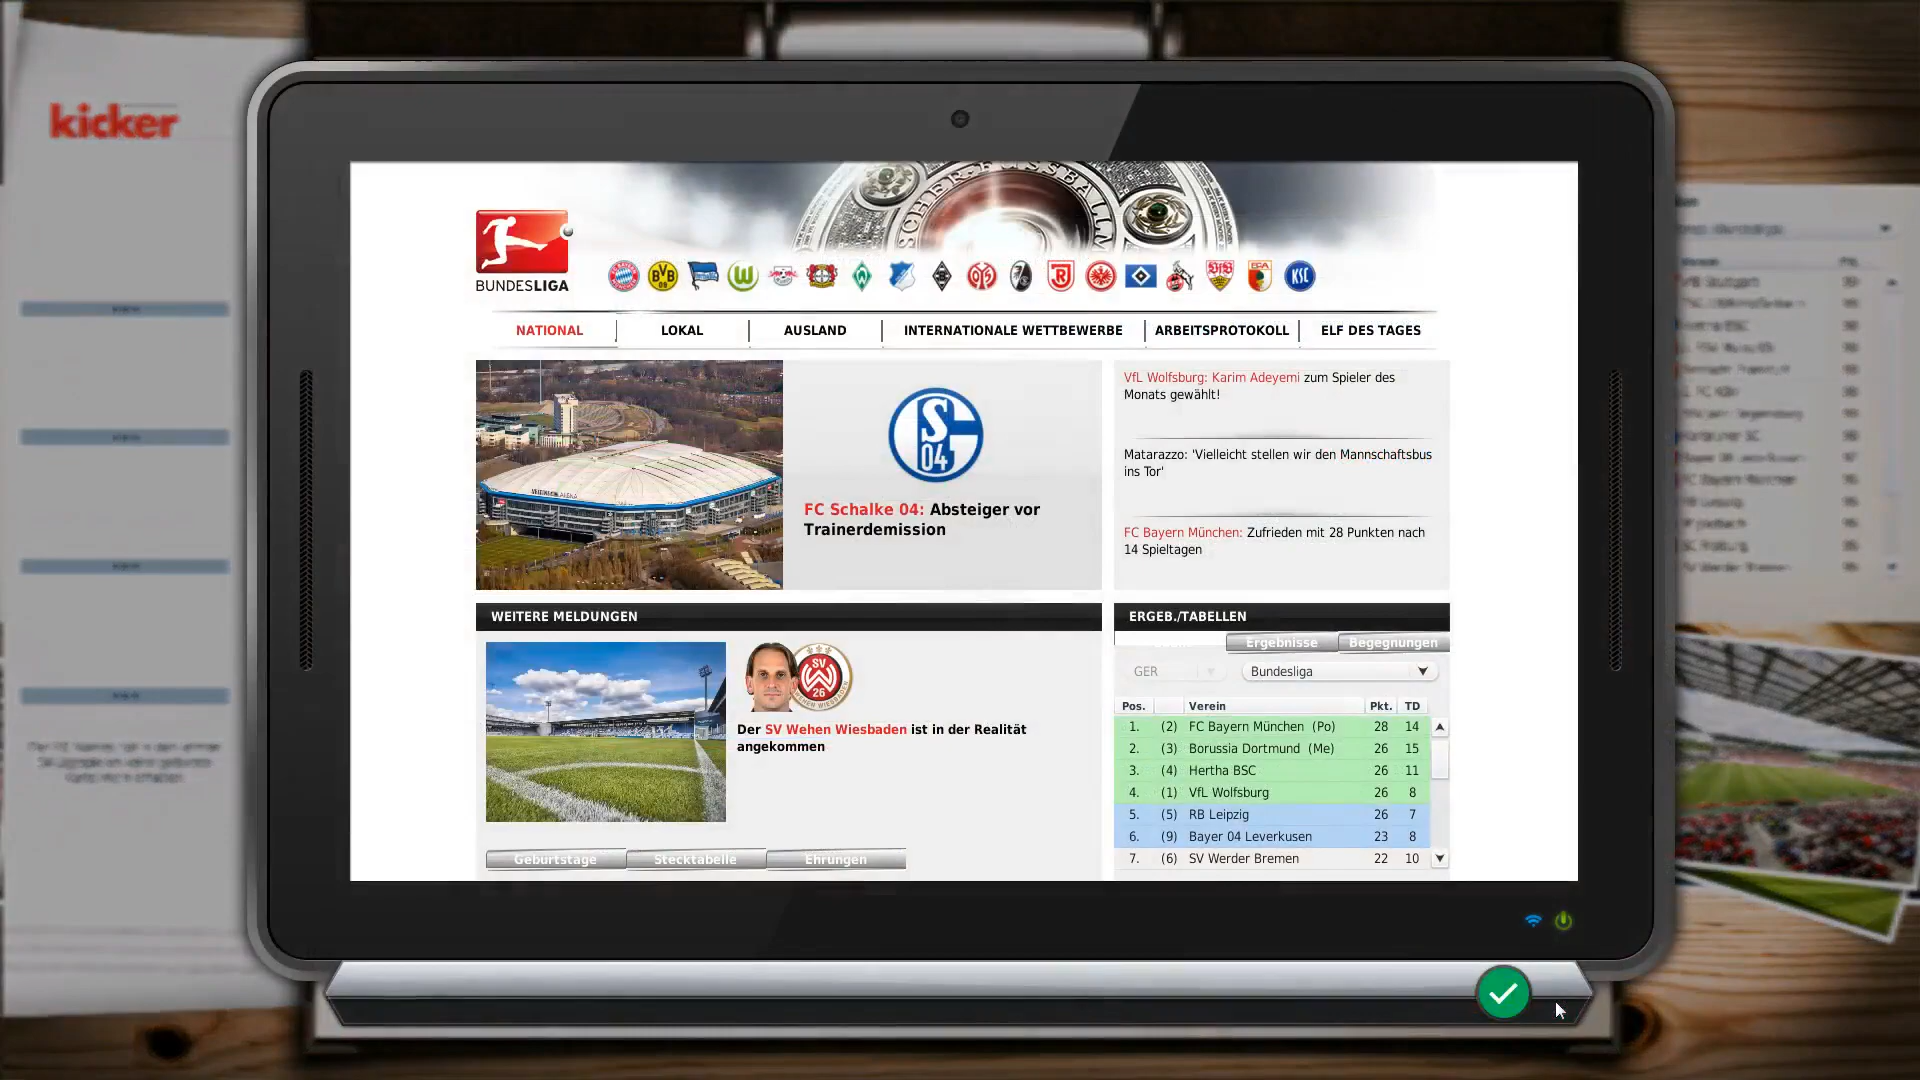 kicker
BUNDESLIGA
NATIONAL
LOKAL
AUSLAND
INTERNATIONALE WETTBEWERBE
ARBEITSPROTOKOLL
ELF DES TAGES
FC Schalke 04: Absteiger vor
Trainerdemission
VfL Wolfsburg: Karim Adeyemi zum Spieler des
Monats gewählt!
Matarazzo: 'Vielleicht stellen wir den Mannschaftsbus
ins Tor'
FC Bayern München: Zufrieden mit 28 Punkten nach
14 Spieltagen
WEITERE MELDUNGEN
Der SV Wehen Wiesbaden ist in der Realität
angekommen
Geburtstage
Stecktabelle
Ehrungen
ERGEB./TABELLEN
Ergebnisse
Begegnungen
GER
Bundesliga
Pos. Verein Pkt. TD
1. (2) FC Bayern München (Po) 28 14
2. (3) Borussia Dortmund (Me) 26 15
3. (4) Hertha BSC 26 11
4. (1) VfL Wolfsburg 26 8
5. (5) RB Leipzig 26 7
6. (9) Bayer 04 Leverkusen 23 8
7. (6) SV Werder Bremen 22 10